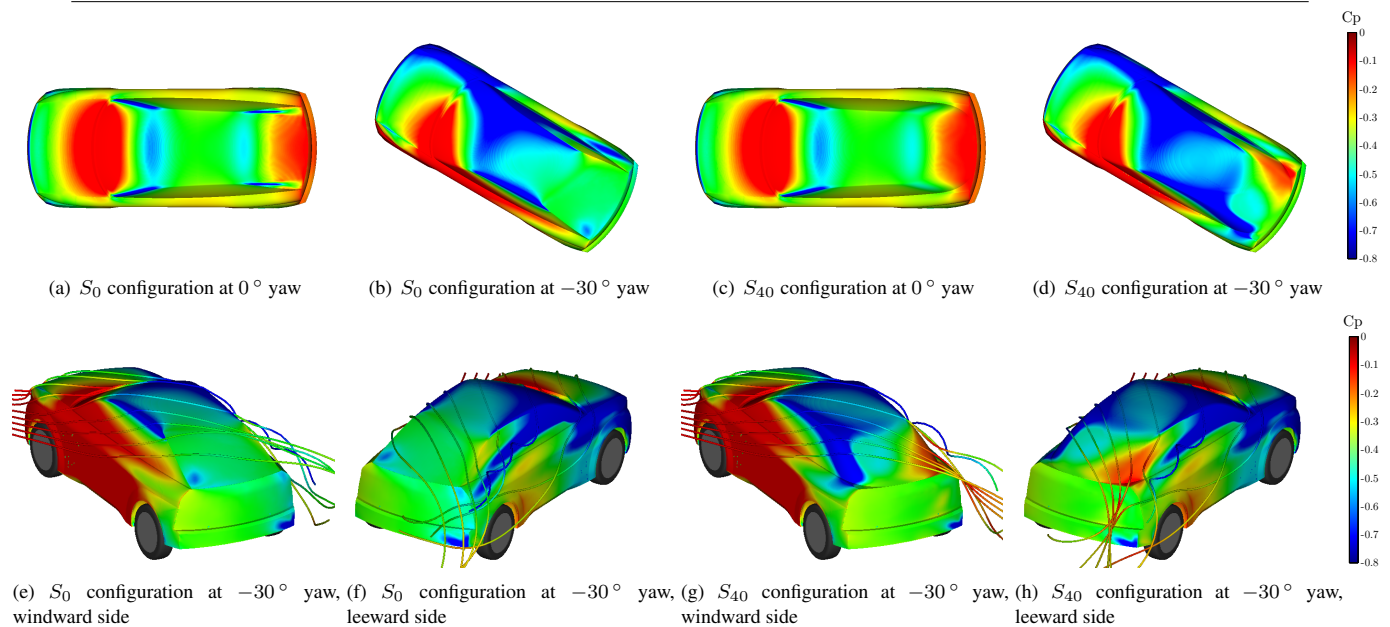 Cp
0
-0.1
-0.2
-0.3
-0.4
-0.5
-0.6
-0.7
-0.8
(a) S0 configuration at 0° yaw
(b) S0 configuration at −30° yaw
(c) S40 configuration at 0° yaw
(d) S40 configuration at −30° yaw
Cp
0
-0.1
-0.2
-0.3
-0.4
-0.5
-0.6
-0.7
-0.8
(e) S0 configuration at −30° yaw,
windward side
(f) S0 configuration at −30° yaw,
leeward side
(g) S40 configuration at −30° yaw,
windward side
(h) S40 configuration at −30° yaw,
leeward side